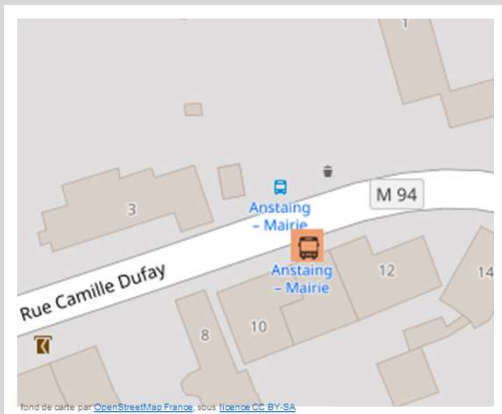 1
3
Anstaing
– Mairie
M 94
Anstaing
– Mairie
12
14
Rue Camille Dufay
10
8
fond de carte par OpenStreetMap France, sous licence CC BY-SA